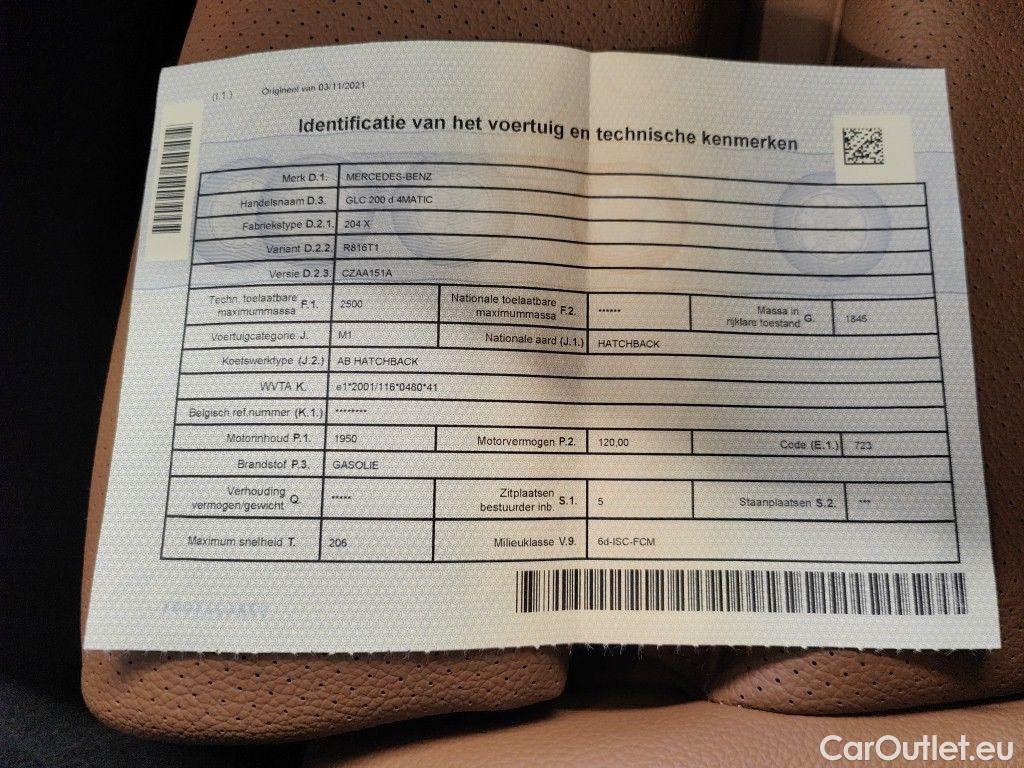 (I.1.) Origineel van 03/11/2021
Identificatie van het voertuig en technische kenmerken
Merk D.1. MERCEDES-BENZ
Handelsnaam D.3. GLC 200 d 4MATIC
Fabriekstype D.2.1. 204 X
Variant D.2.2. R816T1
Versie D.2.3. CZAA151A
Techn. toelaatbare maximummassa F.1. 2500 Nationale toelaatbare maximummassa F.2. ****** Massa in rijklare toestand G. 1845
Voertuigcategorie J. M1 Nationale aard (J.1.) HATCHBACK
Koetswerktype (J.2.) AB HATCHBACK
WVTA K. e1*2001/116*0480*41
Belgisch ref.nummer (K.1.) ********
Motorinhoud P.1. 1950 Motorvermogen P.2. 120,00 Code (E.1.) 723
Brandstof P.3. GASOLIE
Verhouding vermogen/gewicht Q. ***** Zitplaatsen bestuurder inb. S.1. 5 Staanplaatsen S.2. ***
Maximum snelheid T. 206 Milieuklasse V.9. 6d-ISC-FCM
CarOutlet.eu